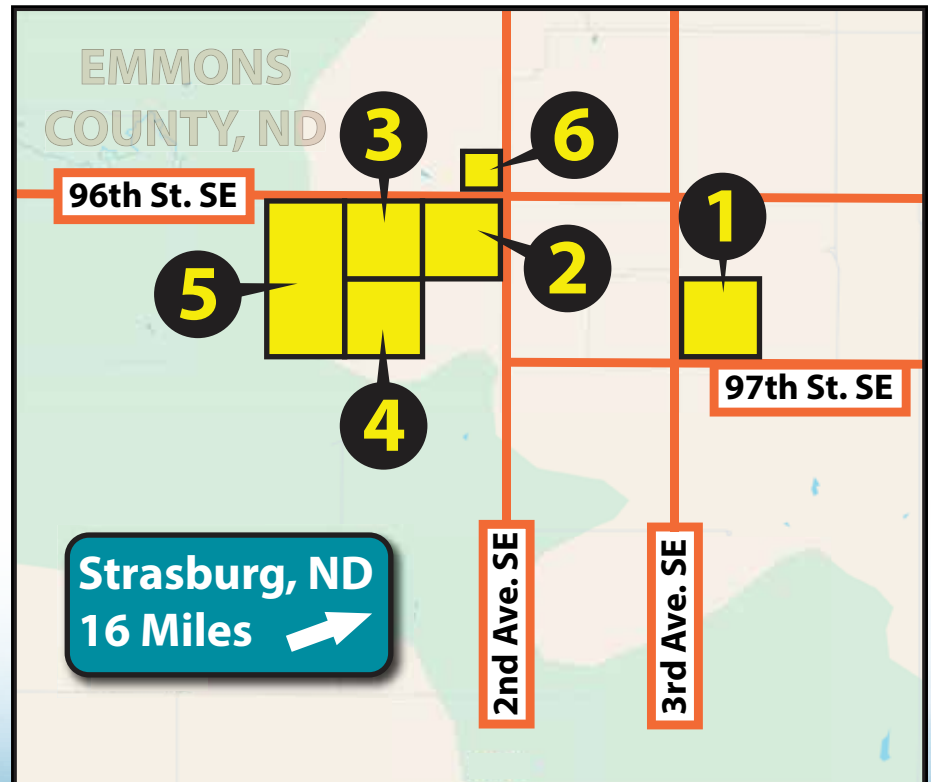 EMMONS
COUNTY, ND
3
6
96th St. SE
1
2
5
97th St. SE
4
Strasburg, ND
16 Miles
2nd Ave. SE
3rd Ave. SE